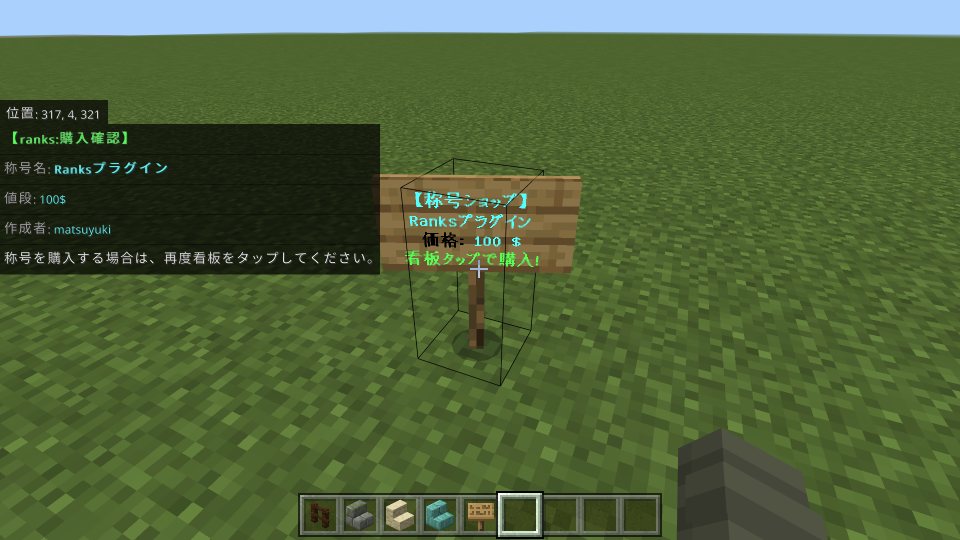 位置: 317, 4, 321
【ranks:購入確認】
称号名: Ranksプラグイン
値段: 100$
作成者: matsuyuki
称号を購入する場合は、再度看板をタップしてください。
【称号ショップ】
Ranksプラグイン
価格: 100 $
看板タップで購入!